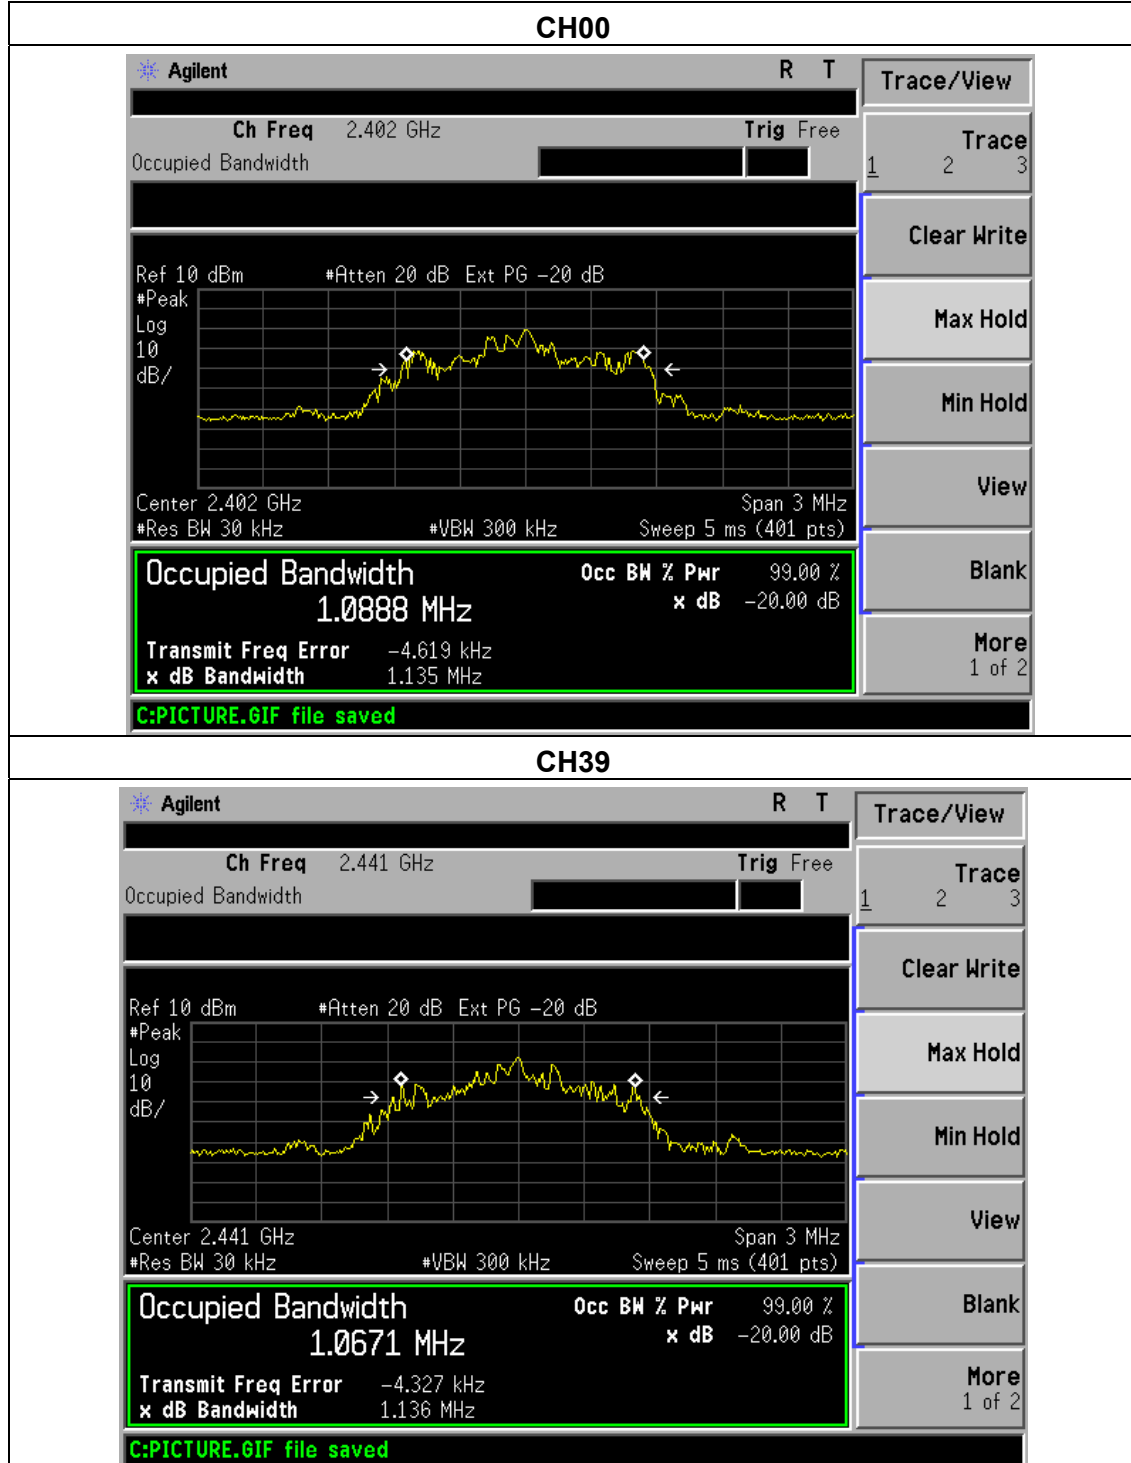 CH00
Agilent R T
Trace/View
Ch Freq 2.402 GHz Trig Free
Occupied Bandwidth
Trace
1 2 3
Clear Write
Ref 10 dBm #Atten 20 dB Ext PG -20 dB
#Peak
Log
10
dB/
Max Hold
Min Hold
View
Center 2.402 GHz Span 3 MHz
#Res BW 30 kHz #VBW 300 kHz Sweep 5 ms (401 pts)
Occupied Bandwidth Occ BW % Pwr 99.00 %
1.0888 MHz x dB -20.00 dB
Blank
Transmit Freq Error -4.619 kHz
x dB Bandwidth 1.135 MHz
More
1 of 2
C:PICTURE.GIF file saved
CH39
Agilent R T
Trace/View
Ch Freq 2.441 GHz Trig Free
Occupied Bandwidth
Trace
1 2 3
Clear Write
Ref 10 dBm #Atten 20 dB Ext PG -20 dB
#Peak
Log
10
dB/
Max Hold
Min Hold
View
Center 2.441 GHz Span 3 MHz
#Res BW 30 kHz #VBW 300 kHz Sweep 5 ms (401 pts)
Occupied Bandwidth Occ BW % Pwr 99.00 %
1.0671 MHz x dB -20.00 dB
Blank
Transmit Freq Error -4.327 kHz
x dB Bandwidth 1.136 MHz
More
1 of 2
C:PICTURE.GIF file saved